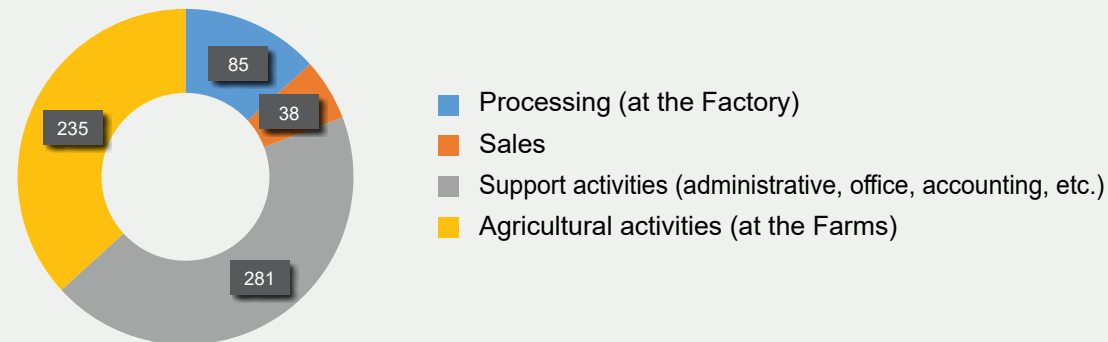 85
38
235
281
Processing (at the Factory)
Sales
Support activities (administrative, office, accounting, etc.)
Agricultural activities (at the Farms)